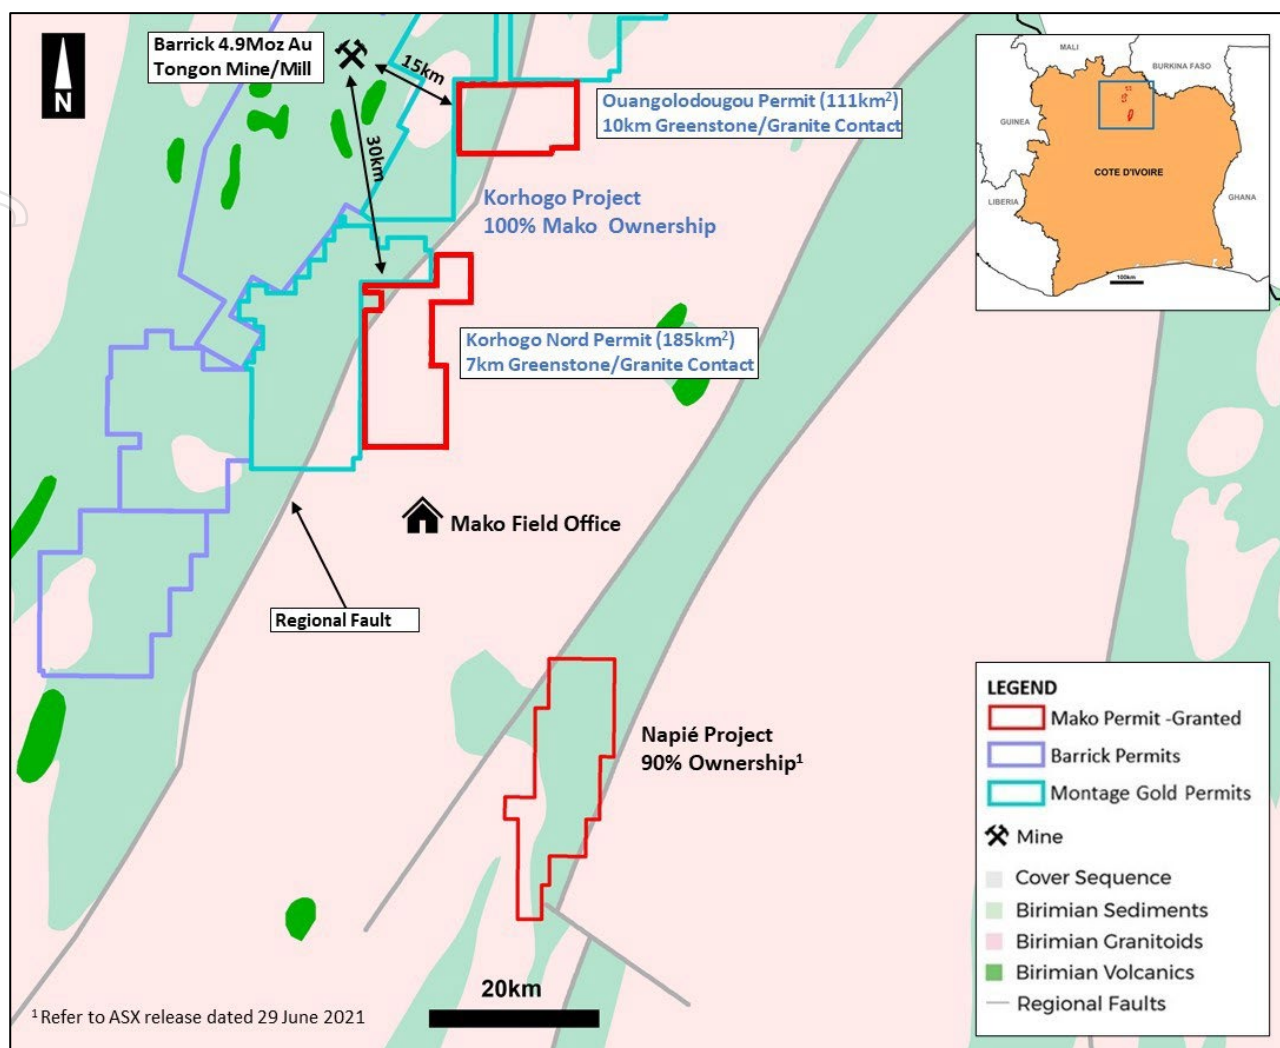 N
Barrick 4.9Moz Au
Tongon Mine/Mill
15km
30km
Ouangolodougou Permit (111km²)
10km Greenstone/Granite Contact
Korhogo Project
100% Mako Ownership
Korhogo Nord Permit (185km²)
7km Greenstone/Granite Contact
Mako Field Office
Regional Fault
Napié Project
90% Ownership¹
20km
¹ Refer to ASX release dated 29 June 2021
MALI
BURKINA FASO
GUINEA
COTE D'IVOIRE
LIBERIA
GHANA
100km
LEGEND
Mako Permit -Granted
Barrick Permits
Montage Gold Permits
Mine
Cover Sequence
Birimian Sediments
Birimian Granitoids
Birimian Volcanics
Regional Faults